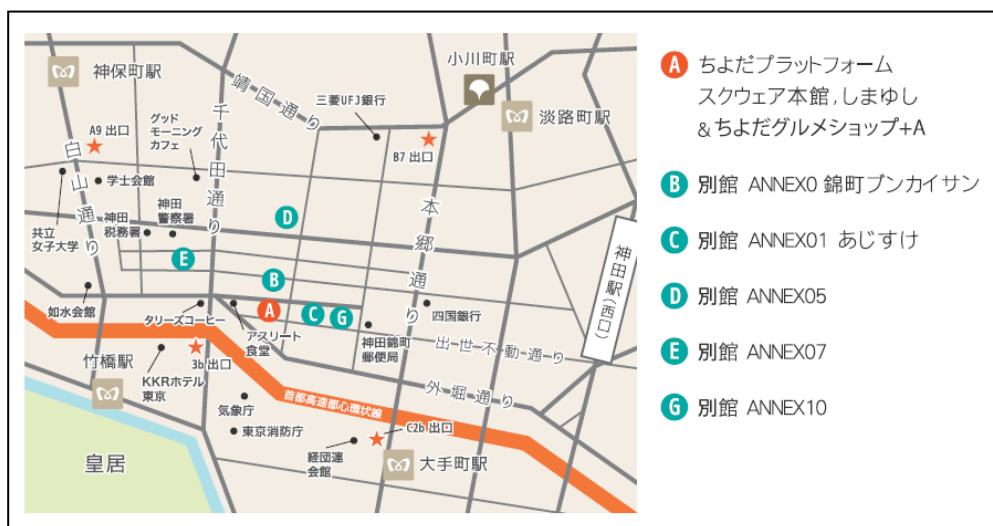 神保町駅
小川町駅
淡路町駅
靖国通り
三菱UFJ銀行
A9 出口
グッド
モーニング
カフェ
千代田通り
B7 出口
白山通り
学士会館
本郷通り
共立
女子大学
神田
税務署
神田
警察署
D
E
B
神田駅(西口)
如水会館
タリーズコーヒー
アスリート
食堂
A
C
G
神田錦町
郵便局
四国銀行
出世不動通り
竹橋駅
3b 出口
KKRホテル
東京
外堀通り
首都高速都心環状線
気象庁
東京消防庁
C2b 出口
経団連
会館
大手町駅
皇居
A ちよだプラットフォーム
スクウェア本館,しまゆし
&ちよだグルメショップ+A
B 別館 ANNEX0 錦町ブンカイサン
C 別館 ANNEX01 あじすけ
D 別館 ANNEX05
E 別館 ANNEX07
G 別館 ANNEX10